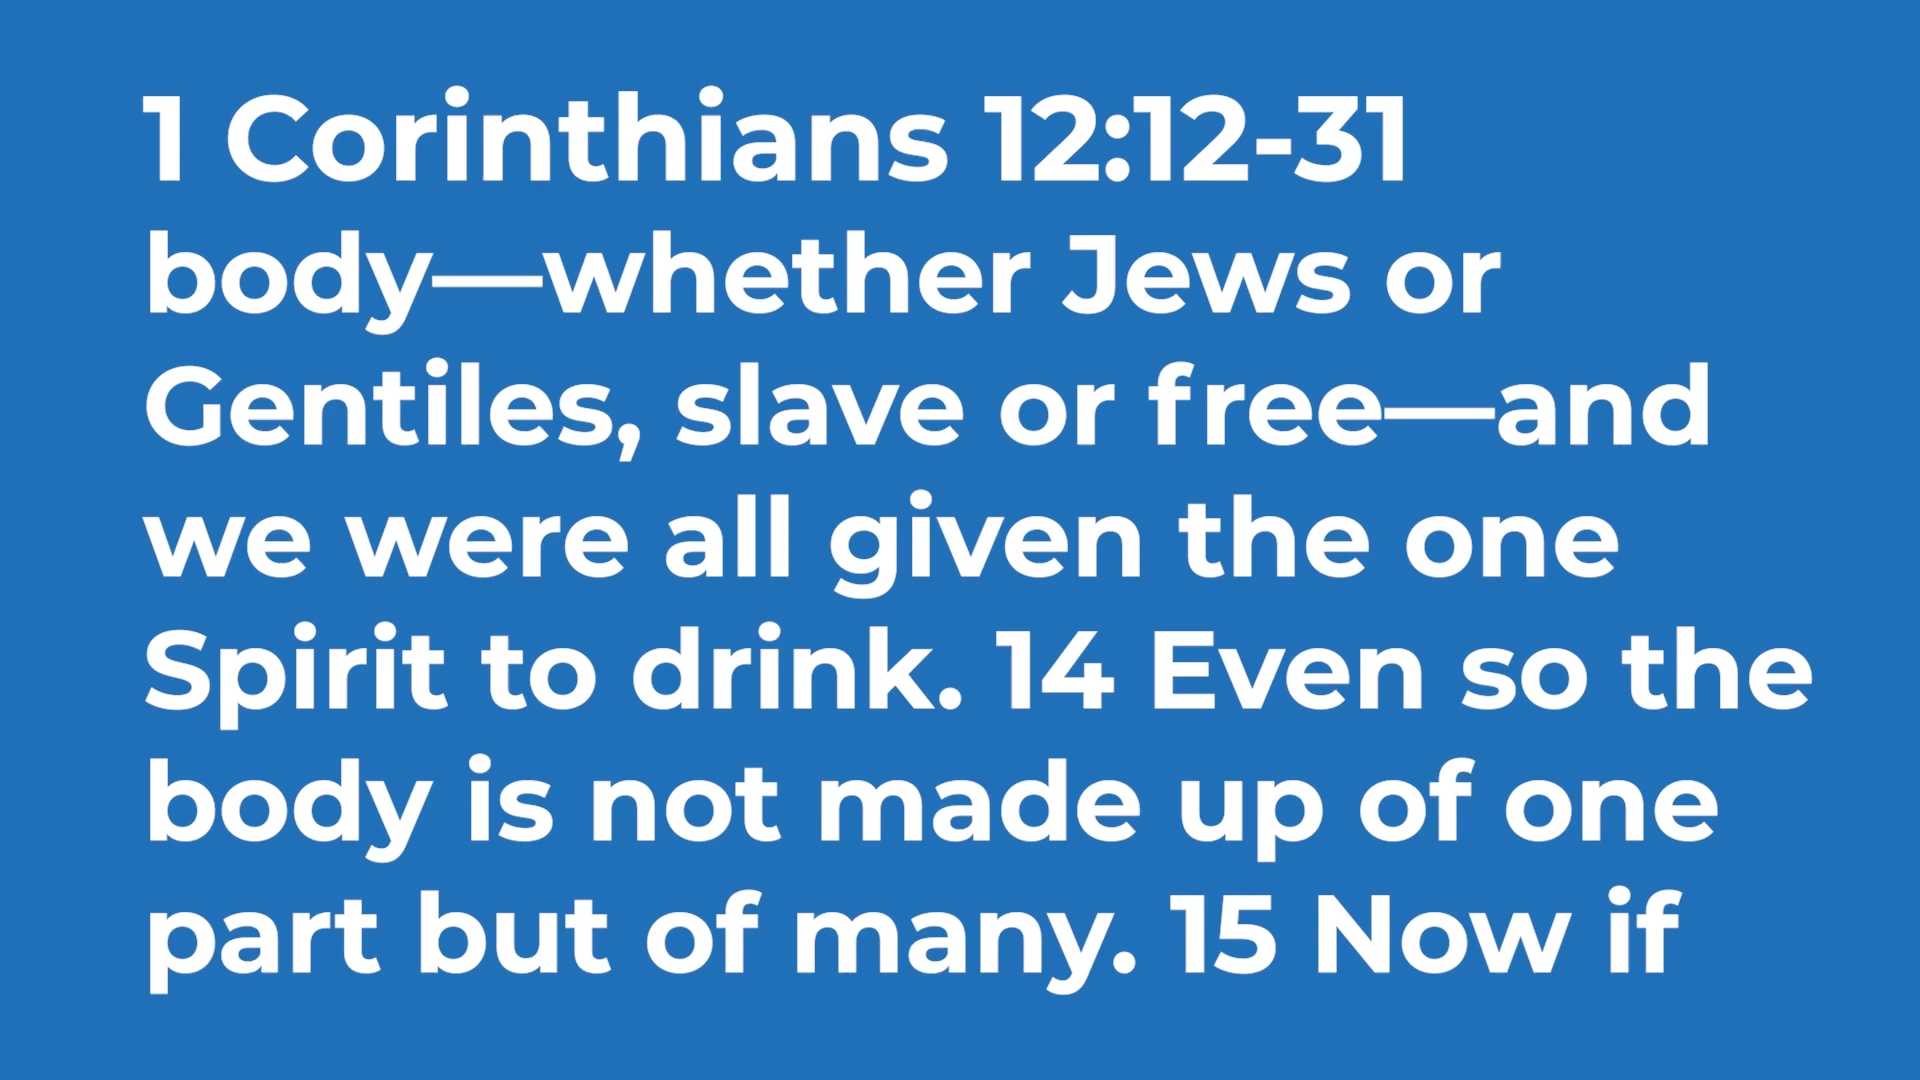 1 Corinthians 12:12-31
body—whether Jews or
Gentiles, slave or free—and
we were all given the one
Spirit to drink. 14 Even so the
body is not made up of one
part but of many. 15 Now if